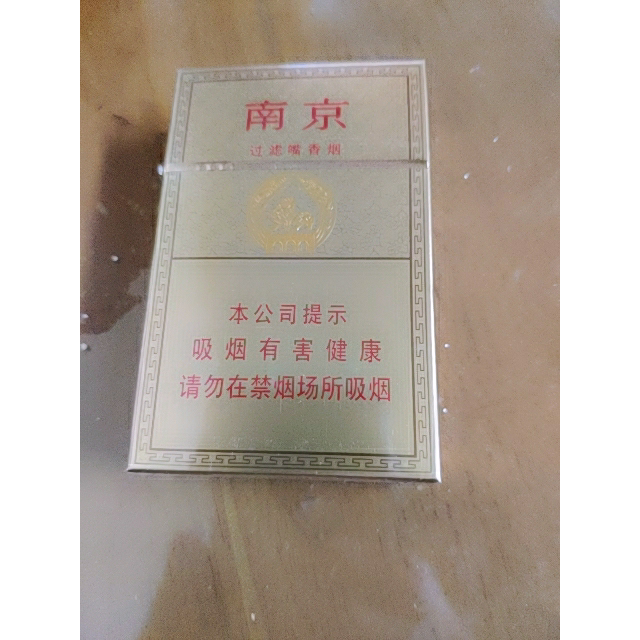 南京
过滤嘴香烟
本公司提示
吸烟有害健康
请勿在禁烟场所吸烟